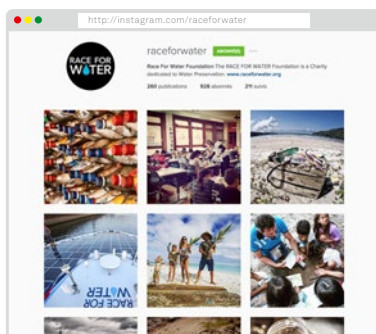 http://instagram.com/raceforwater
RACE FOR
WATER
raceforwater ABONNÉ(E)
Race For Water Foundation The RACE FOR WATER Foundation is a Charity
dedicated to Water Preservation. www.raceforwater.org
260 publications 928 abonnés 211 suivis
RACE FOR
WATER